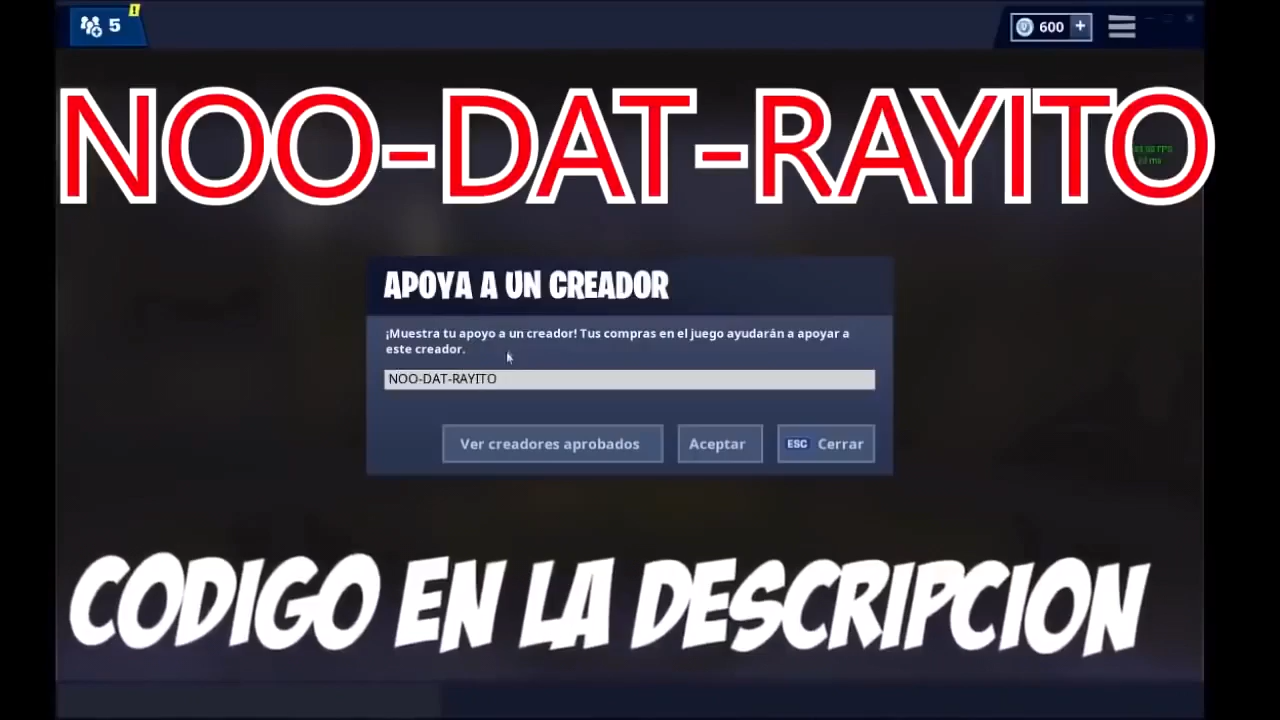 5
!
600 +
NOO-DAT-RAYITO
APOYA A UN CREADOR
¡Muestra tu apoyo a un creador! Tus compras en el juego ayudarán a apoyar a
este creador.
NOO-DAT-RAYITO
Ver creadores aprobados
Aceptar
ESC Cerrar
CODIGO EN LA DESCRIPCION